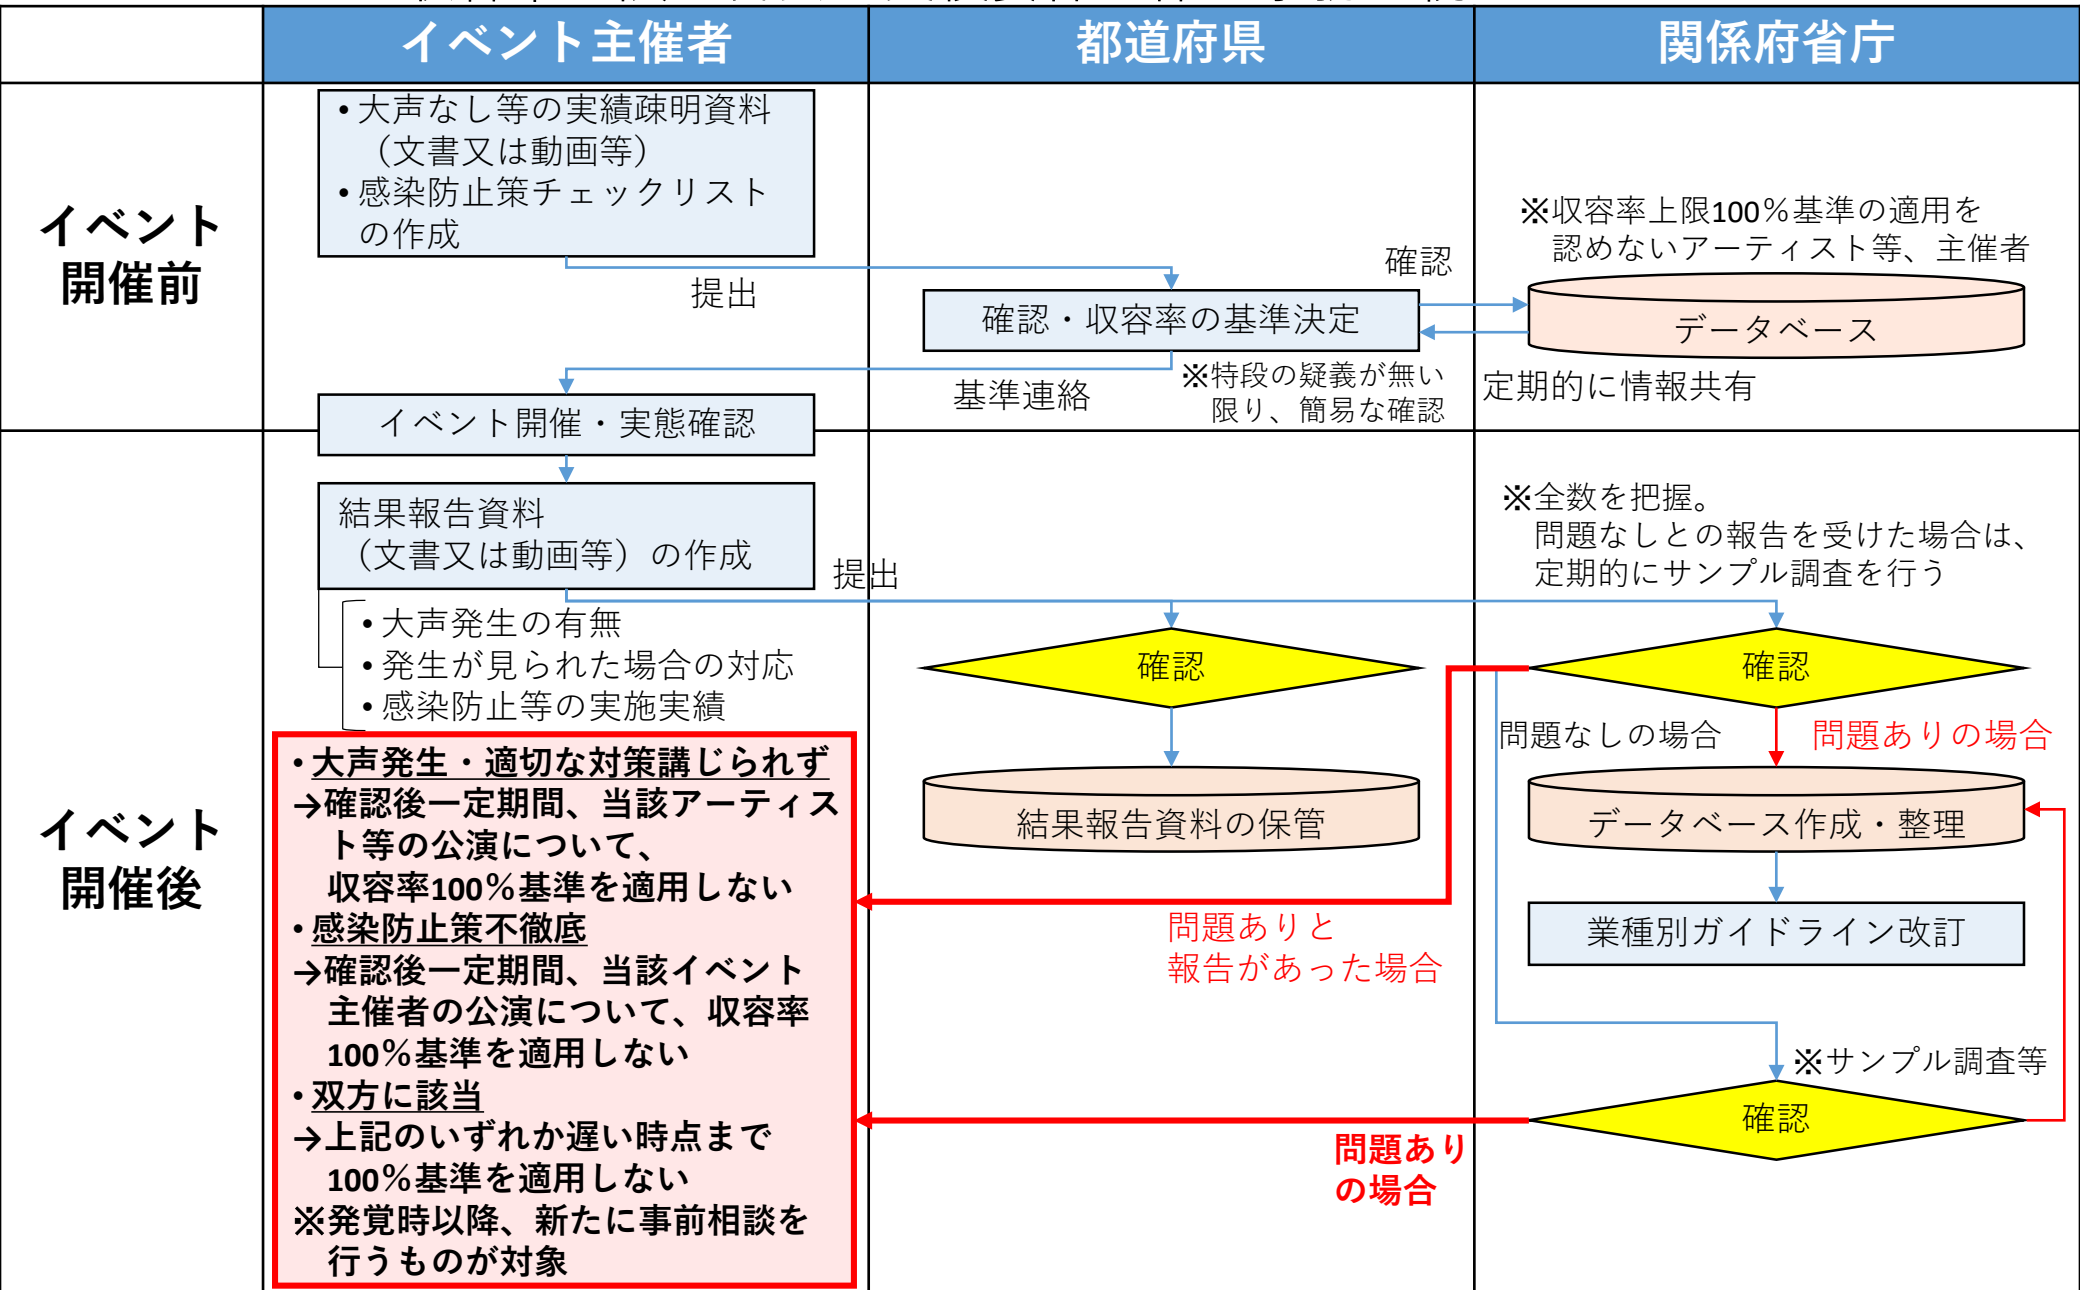 イベント主催者
都道府県
関係府省庁
イベント
開催前
・大声なし等の実績疎明資料
（文書又は動画等）
・感染防止策チェックリスト
の作成
提出
確認・収容率の基準決定
確認
※収容率上限100％基準の適用を
認めないアーティスト等、主催者
データベース
定期的に情報共有
基準連絡
※特段の疑義が無い
限り、簡易な確認
イベント開催・実態確認
イベント
開催後
結果報告資料
（文書又は動画等）の作成
提出
・大声発生の有無
・発生が見られた場合の対応
・感染防止等の実施実績
※全数を把握。
問題なしとの報告を受けた場合は、
定期的にサンプル調査を行う
確認
確認
問題なしの場合
問題ありの場合
結果報告資料の保管
データベース作成・整理
業種別ガイドライン改訂
問題ありと
報告があった場合
※サンプル調査等
確認
問題あり
の場合
・大声発生・適切な対策講じられず
→確認後一定期間、当該アーティス
ト等の公演について、
収容率100％基準を適用しない
・感染防止策不徹底
→確認後一定期間、当該イベント
主催者の公演について、収容率
100％基準を適用しない
・双方に該当
→上記のいずれか遅い時点まで
100％基準を適用しない
※発覚時以降、新たに事前相談を
行うものが対象